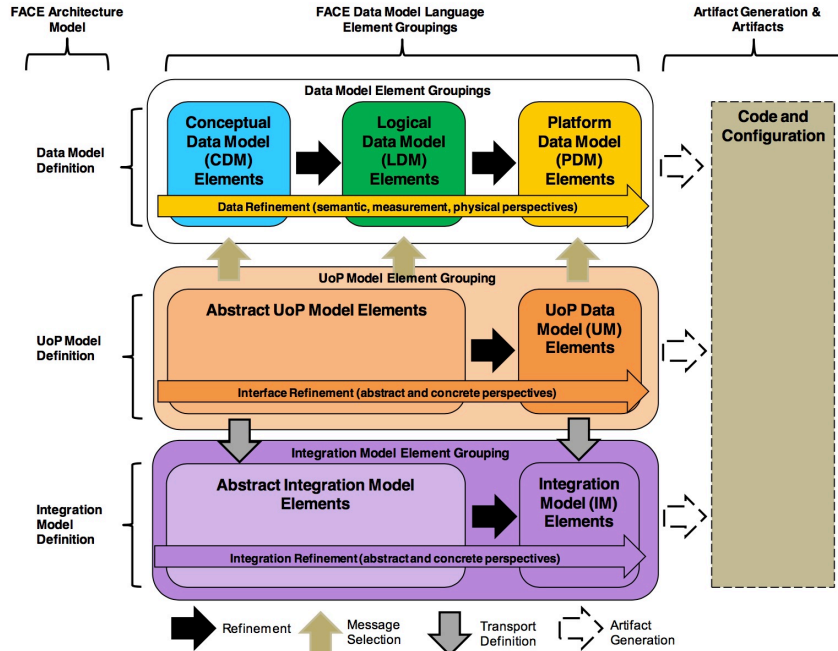 FACE Architecture
Model
FACE Data Model Language
Element Groupings
Artifact Generation &
Artifacts
Data Model Element Groupings
Data Model
Definition
Conceptual
Data Model
(CDM)
Elements
Logical
Data Model
(LDM)
Elements
Platform
Data Model
(PDM)
Elements
Data Refinement (semantic, measurement, physical perspectives)
Code and
Configuration
UoP Model Element Grouping
UoP Model
Definition
Abstract UoP Model Elements
UoP Data
Model (UM)
Elements
Interface Refinement (abstract and concrete perspectives)
Integration Model Element Grouping
Integration
Model
Definition
Abstract Integration Model
Elements
Integration
Model (IM)
Elements
Integration Refinement (abstract and concrete perspectives)
Refinement
Message
Selection
Transport
Definition
Artifact
Generation